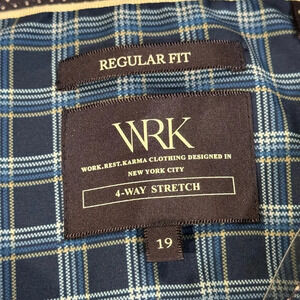 REGULAR FIT
WRK
WORK.REST.KARMA CLOTHING DESIGNED IN
NEW YORK CITY
4-WAY STRETCH
19